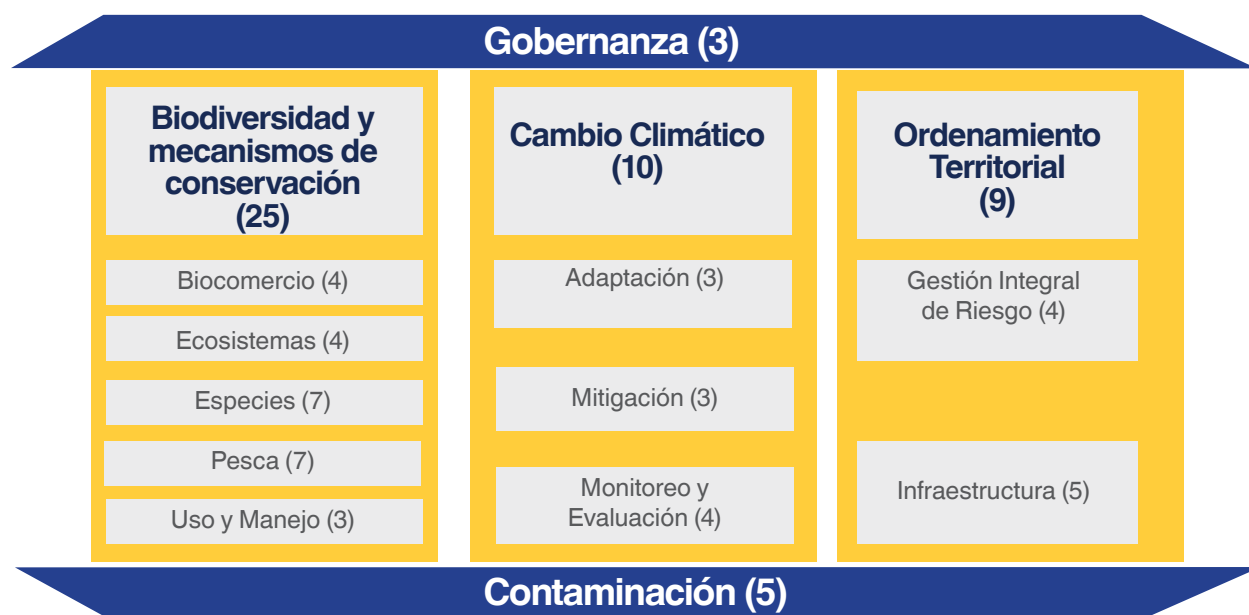 Gobernanza (3)
Biodiversidad y
mecanismos de
conservación
(25)
Biocomercio (4)
Ecosistemas (4)
Especies (7)
Pesca (7)
Uso y Manejo (3)
Cambio Climático
(10)
Adaptación (3)
Mitigación (3)
Monitoreo y
Evaluación (4)
Ordenamiento
Territorial
(9)
Gestión Integral
de Riesgo (4)
Infraestructura (5)
Contaminación (5)